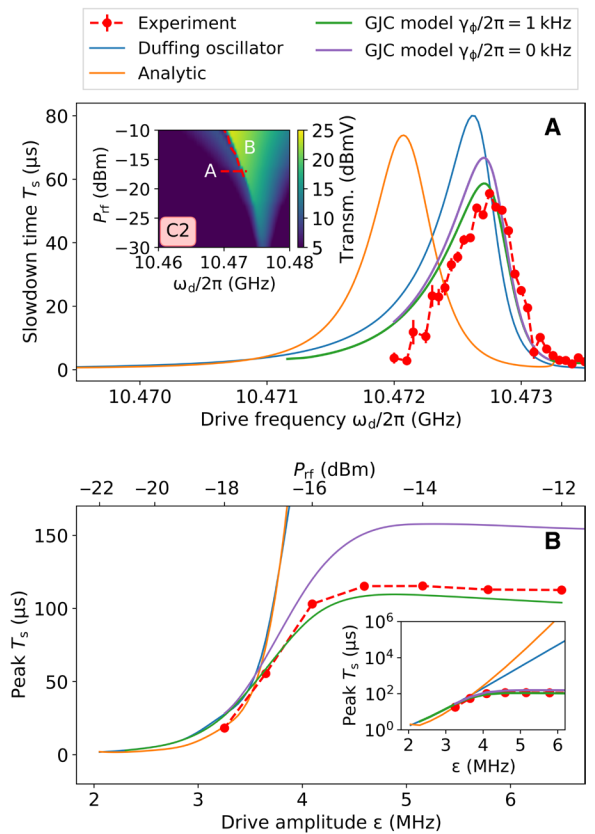 Experiment
Duffing oscillator
Analytic
GJC model γϕ/2π = 1 kHz
GJC model γϕ/2π = 0 kHz
A
80
60
40
20
0
Slowdown time Ts (μs)
10.470 10.471 10.472 10.473
Drive frequency ωd/2π (GHz)
−10
−15
−20
−25
−30
Prf (dBm)
A
B
C2
10.46 10.47 10.48
ωd/2π (GHz)
25
20
15
10
5
Transm. (dBmV)
Prf (dBm)
−22 −20 −18 −16 −14 −12
B
150
100
50
0
Peak Ts (μs)
2 3 4 5 6
Drive amplitude ε (MHz)
10⁶
10⁴
10²
10⁰
Peak Ts (μs)
2 3 4 5 6
ε (MHz)